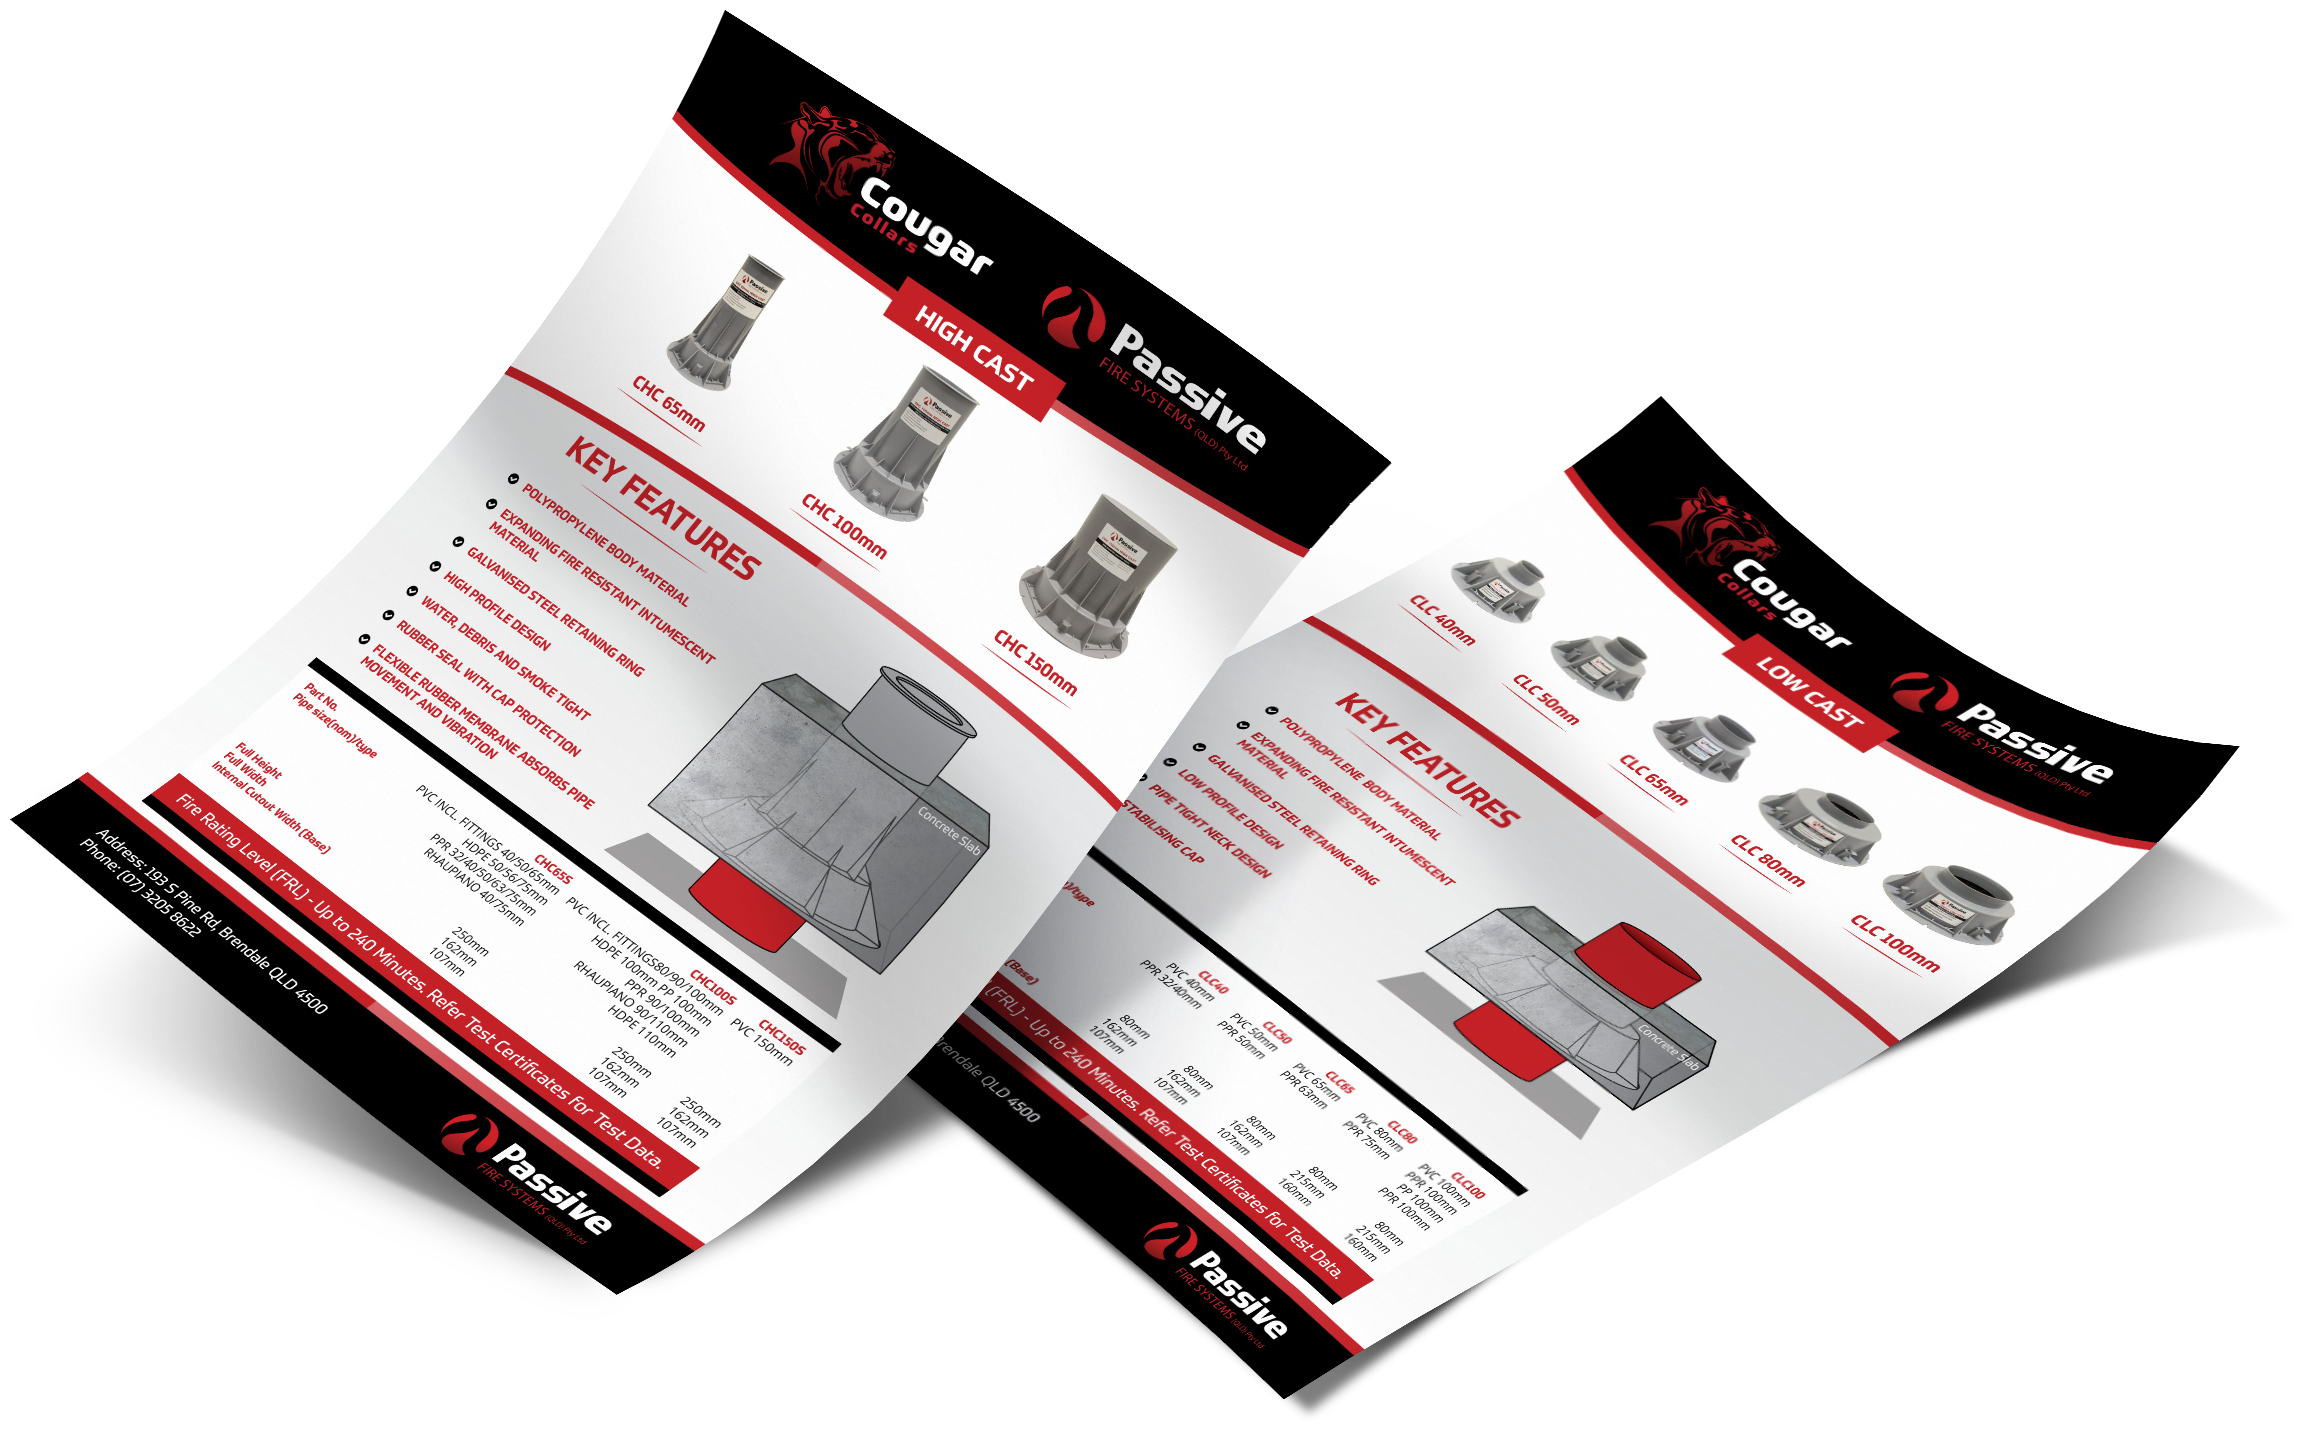 Cougar
Collars
Passive
FIRE SYSTEMS (QLD) Pty Ltd
HIGH CAST
Passive
Passive
Passive
CHC 65mm
CHC 100mm
CHC 150mm
KEY FEATURES
POLYPROPYLENE BODY MATERIAL
EXPANDING FIRE RESISTANT INTUMESCENT
MATERIAL
GALVANISED STEEL RETAINING RING
HIGH PROFILE DESIGN
WATER, DEBRIS AND SMOKE TIGHT
RUBBER SEAL WITH CAP PROTECTION
FLEXIBLE RUBBER MEMBRANE ABSORBS PIPE
MOVEMENT AND VIBRATION
Concrete Slab
Part No.
Pipe size(nom)/type
Full Height
Full Width
Internal Cutout Width (Base)
CHC65S
PVC INCL. FITTINGS 40/50/65mm
HDPE 50/56/75mm
PPR 32/40/50/63/75mm
RHAUPIANO 40/75mm
250mm
162mm
107mm
CHC100S
PVC INCL. FITTINGS80/90/100mm
HDPE 100mm PP 100mm
PPR 90/100mm
RHAUPIANO 90/110mm
HDPE 110mm
250mm
162mm
107mm
CHC150S
PVC 150mm
250mm
162mm
107mm
Fire Rating Level (FRL) - Up to 240 Minutes. Refer Test Certificates for Test Data.
Address: 193 S Pine Rd, Brendale QLD 4500
Phone: (07) 3205 8622
Passive
FIRE SYSTEMS (QLD) Pty Ltd
Cougar
Collars
Passive
FIRE SYSTEMS (QLD) Pty Ltd
LOW CAST
CLC 40mm
CLC 50mm
CLC 65mm
CLC 80mm
CLC 100mm
KEY FEATURES
POLYPROPYLENE BODY MATERIAL
EXPANDING FIRE RESISTANT INTUMESCENT
MATERIAL
GALVANISED STEEL RETAINING RING
LOW PROFILE DESIGN
PIPE TIGHT NECK DESIGN
STABILISING CAP
Concrete Slab
)/type
(Base)
CLC40
PVC 40mm
PPR 32/40mm
80mm
162mm
107mm
CLC50
PVC 50mm
PPR 50mm
80mm
162mm
107mm
CLC65
PVC 65mm
PPR 63mm
80mm
162mm
107mm
CLC80
PVC 80mm
PPR 75mm
80mm
215mm
160mm
CLC100
PVC 100mm
PPR 100mm
PP 100mm
PPR 100mm
80mm
215mm
160mm
(FRL) - Up to 240 Minutes. Refer Test Certificates for Test Data.
rendale QLD 4500
Passive
FIRE SYSTEMS (QLD) Pty Ltd